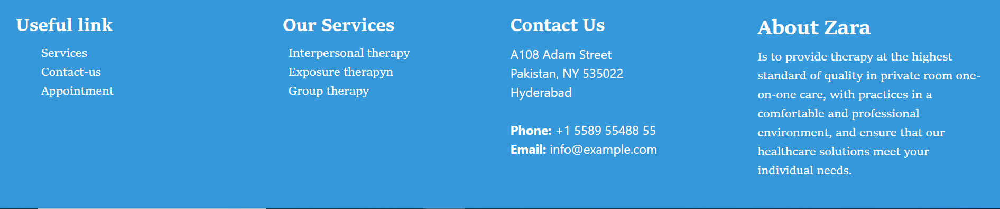 Useful link
Services
Contact-us
Appointment
Our Services
Interpersonal therapy
Exposure therapyn
Group therapy
Contact Us
A108 Adam Street
Pakistan, NY 535022
Hyderabad
Phone: +1 5589 55488 55
Email: info@example.com
About Zara
Is to provide therapy at the highest
standard of quality in private room one-
on-one care, with practices in a
comfortable and professional
environment, and ensure that our
healthcare solutions meet your
individual needs.